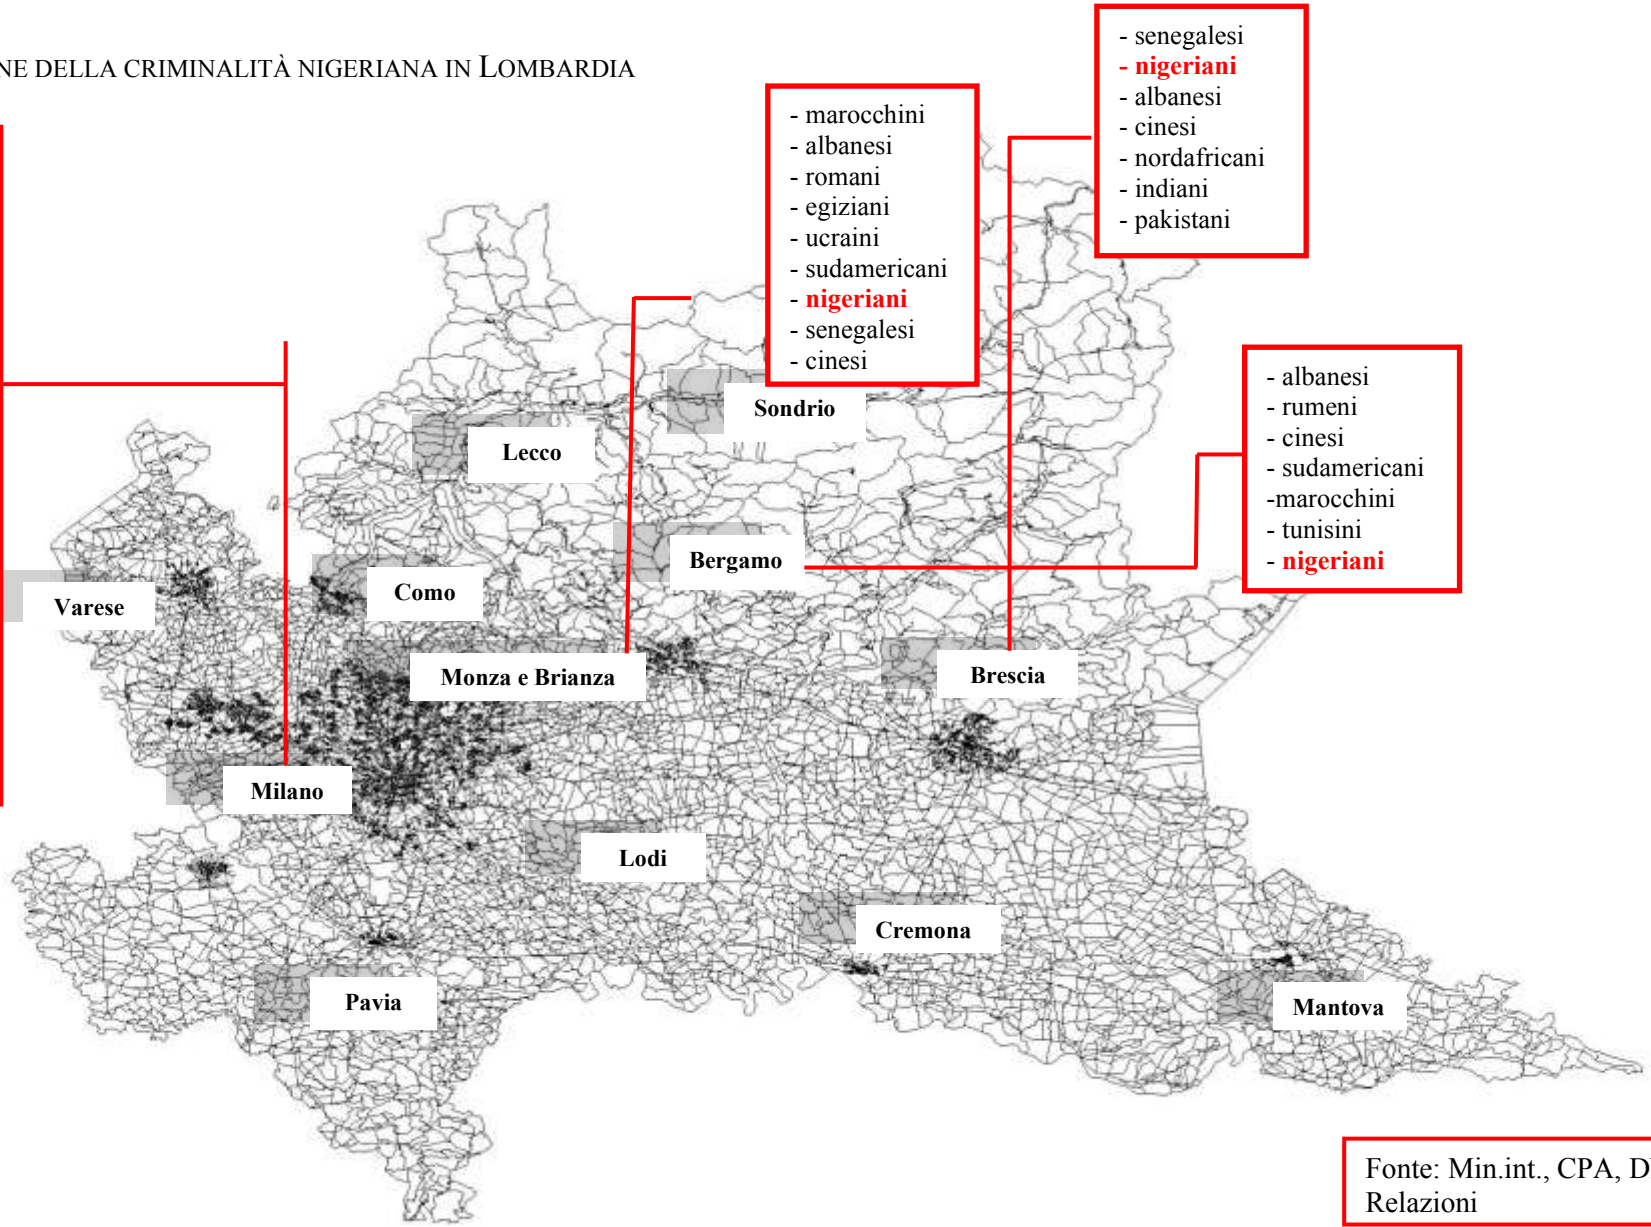 NE DELLA CRIMINALITÀ NIGERIANA IN LOMBARDIA
- senegalesi
- nigeriani
- albanesi
- cinesi
- nordafricani
- indiani
- pakistani
- marocchini
- albanesi
- romani
- egiziani
- ucraini
- sudamericani
- nigeriani
- senegalesi
- cinesi
- albanesi
- rumeni
- cinesi
- sudamericani
-marocchini
- tunisini
- nigeriani
Sondrio
Lecco
Bergamo
Como
Varese
Monza e Brianza
Brescia
Milano
Lodi
Cremona
Pavia
Mantova
Fonte: Min.int., CPA,
Relazioni